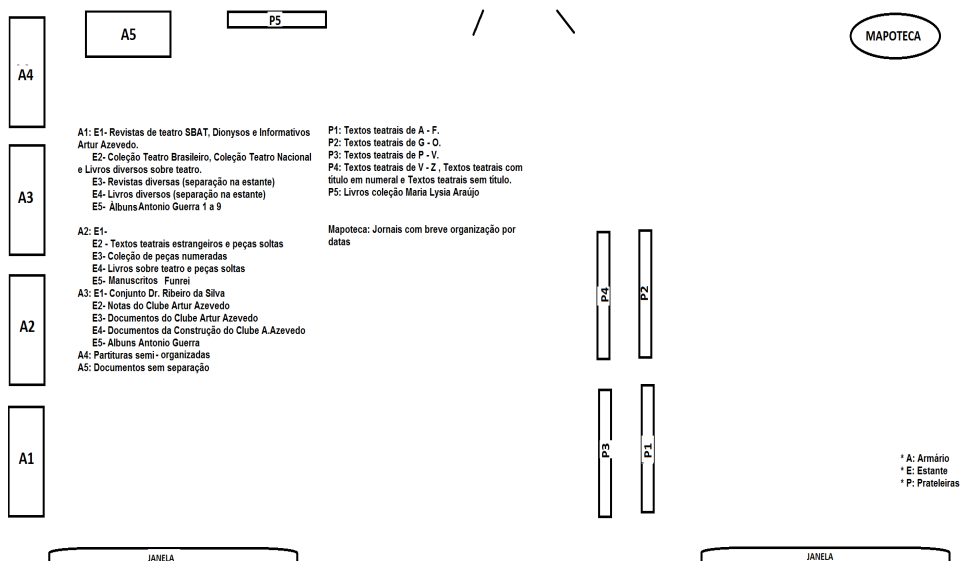 A5
P5
MAPOTECA
A4
A3
A2
A1
A1: E1- Revistas de teatro SBAT, Dionysos e Informativos
Artur Azevedo.
E2- Coleção Teatro Brasileiro, Coleção Teatro Nacional
e Livros diversos sobre teatro.
E3- Revistas diversas (separação na estante)
E4- Livros diversos (separação na estante)
E5- Àlbuns Antonio Guerra 1 a 9
A2: E1-
E2 - Textos teatrais estrangeiros e peças soltas
E3- Coleção de peças numeradas
E4- Livros sobre teatro e peças soltas
E5- Manuscritos Funrei
A3: E1- Conjunto Dr. Ribeiro da Silva
E2- Notas do Clube Artur Azevedo
E3- Documentos do Clube Artur Azevedo
E4- Documentos da Construção do Clube A.Azevedo
E5- Albuns Antonio Guerra
A4: Partituras semi- organizadas
A5: Documentos sem separação
P1: Textos teatrais de A - F.
P2: Textos teatrais de G - O.
P3: Textos teatrais de P - V.
P4: Textos teatrais de V - Z , Textos teatrais com
titulo em numeral e Textos teatrais sem titulo.
P5: Livros coleção Maria Lysia Araújo
Mapoteca: Jornais com breve organização por
datas
P4
P2
P3
P1
* A: Armário
* E: Estante
* P: Prateleiras
JANELA
JANELA